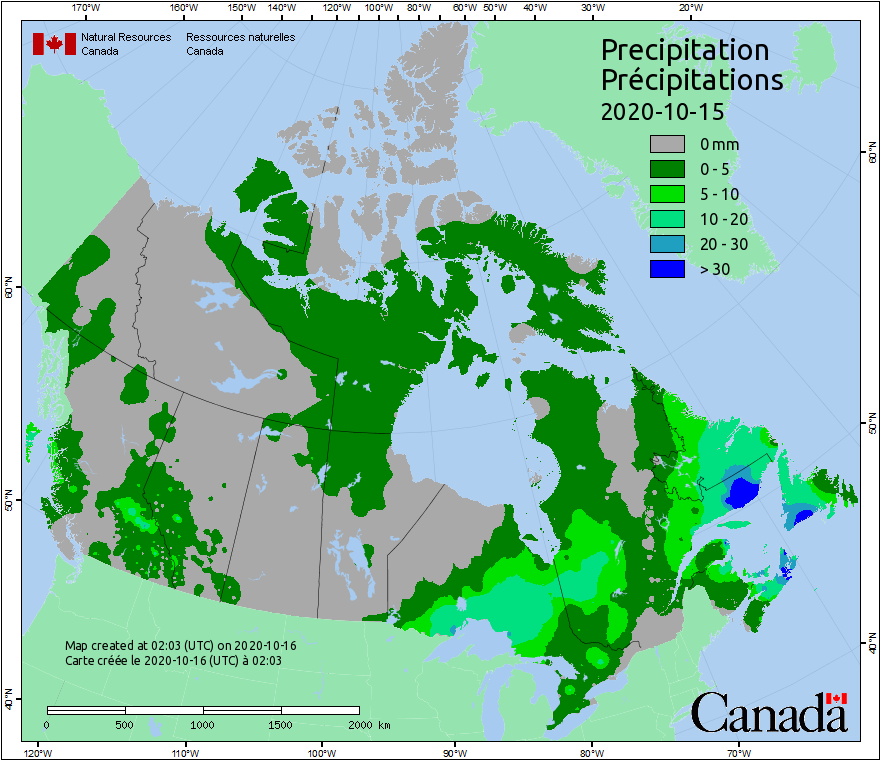 170°W 160°W 150°W 140°W 130°W 120°W 110°W 100°W 90°W 80°W 60°W 50°W 40°W 30°W 20°W
Natural Resources Canada
Ressources naturelles Canada
Precipitation
Précipitations
2020-10-15
0 mm
0 - 5
5 - 10
10 - 20
20 - 30
> 30
60°N
60°N
50°N
50°N
40°N
40°N
Map created at 02:03 (UTC) on 2020-10-16
Carte créée le 2020-10-16 (UTC) à 02:03
0 500 1000 1500 2000 km
Canada
120°W 110°W 100°W 90°W 80°W 70°W